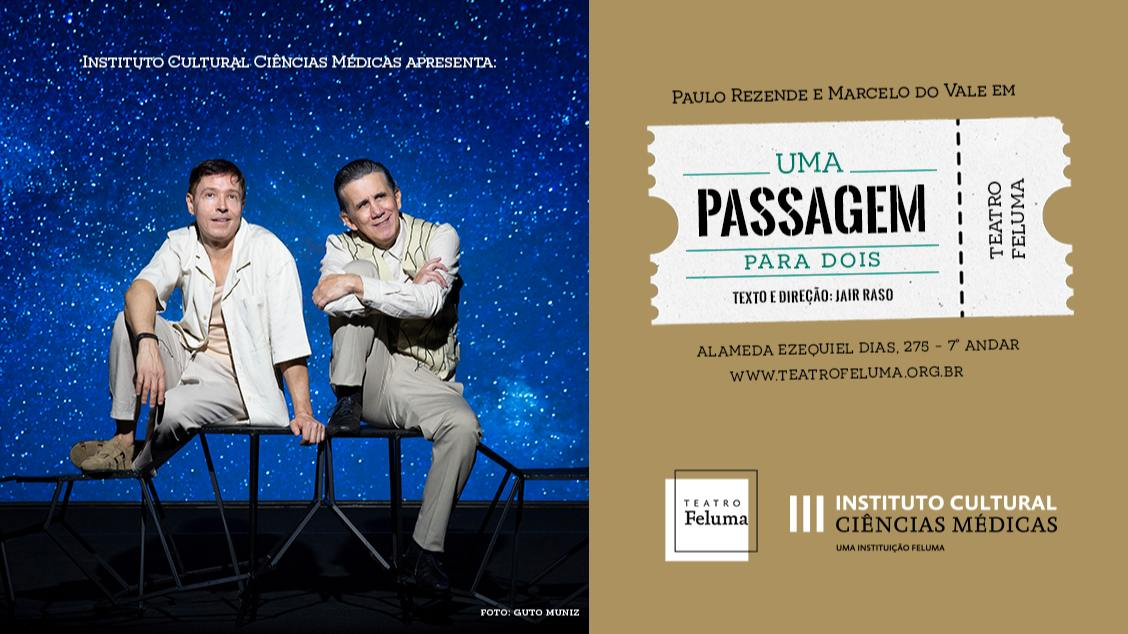 Instituto Cultural Ciências Médicas apresenta:
FOTO: GUTO MUNIZ
Paulo Rezende e Marcelo do Vale em
UMA
PASSAGEM
PARA DOIS
TEXTO E DIREÇÃO: JAIR RASO
TEATRO
FELUMA
ALAMEDA EZEQUIEL DIAS, 275 - 7° ANDAR
WWW.TEATROFELUMA.ORG.BR
TEATRO
Feluma
INSTITUTO CULTURAL
CIÊNCIAS MÉDICAS
UMA INSTITUIÇÃO FELUMA